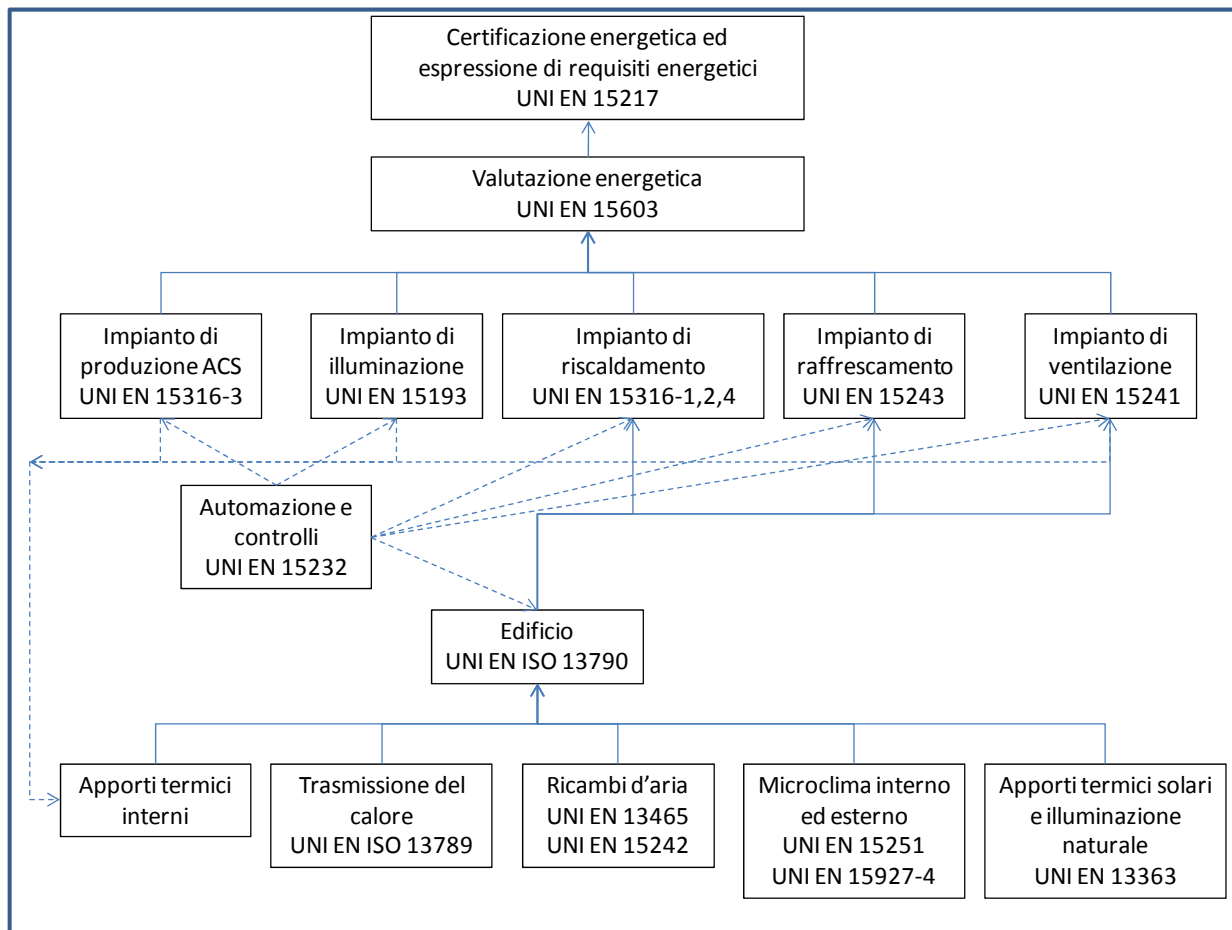 Certificazione energetica ed
espressione di requisiti energetici
UNI EN 15217
Valutazione energetica
UNI EN 15603
Impianto di
produzione ACS
UNI EN 15316-3
Impianto di
illuminazione
UNI EN 15193
Impianto di
riscaldamento
UNI EN 15316-1,2,4
Impianto di
raffrescamento
UNI EN 15243
Impianto di
ventilazione
UNI EN 15241
Automazione e
controlli
UNI EN 15232
Edificio
UNI EN ISO 13790
Apporti termici
interni
Trasmissione del
calore
UNI EN ISO 13789
Ricambi d'aria
UNI EN 13465
UNI EN 15242
Microclima interno
ed esterno
UNI EN 15251
UNI EN 15927-4
Apporti termici solari
e illuminazione
naturale
UNI EN 13363